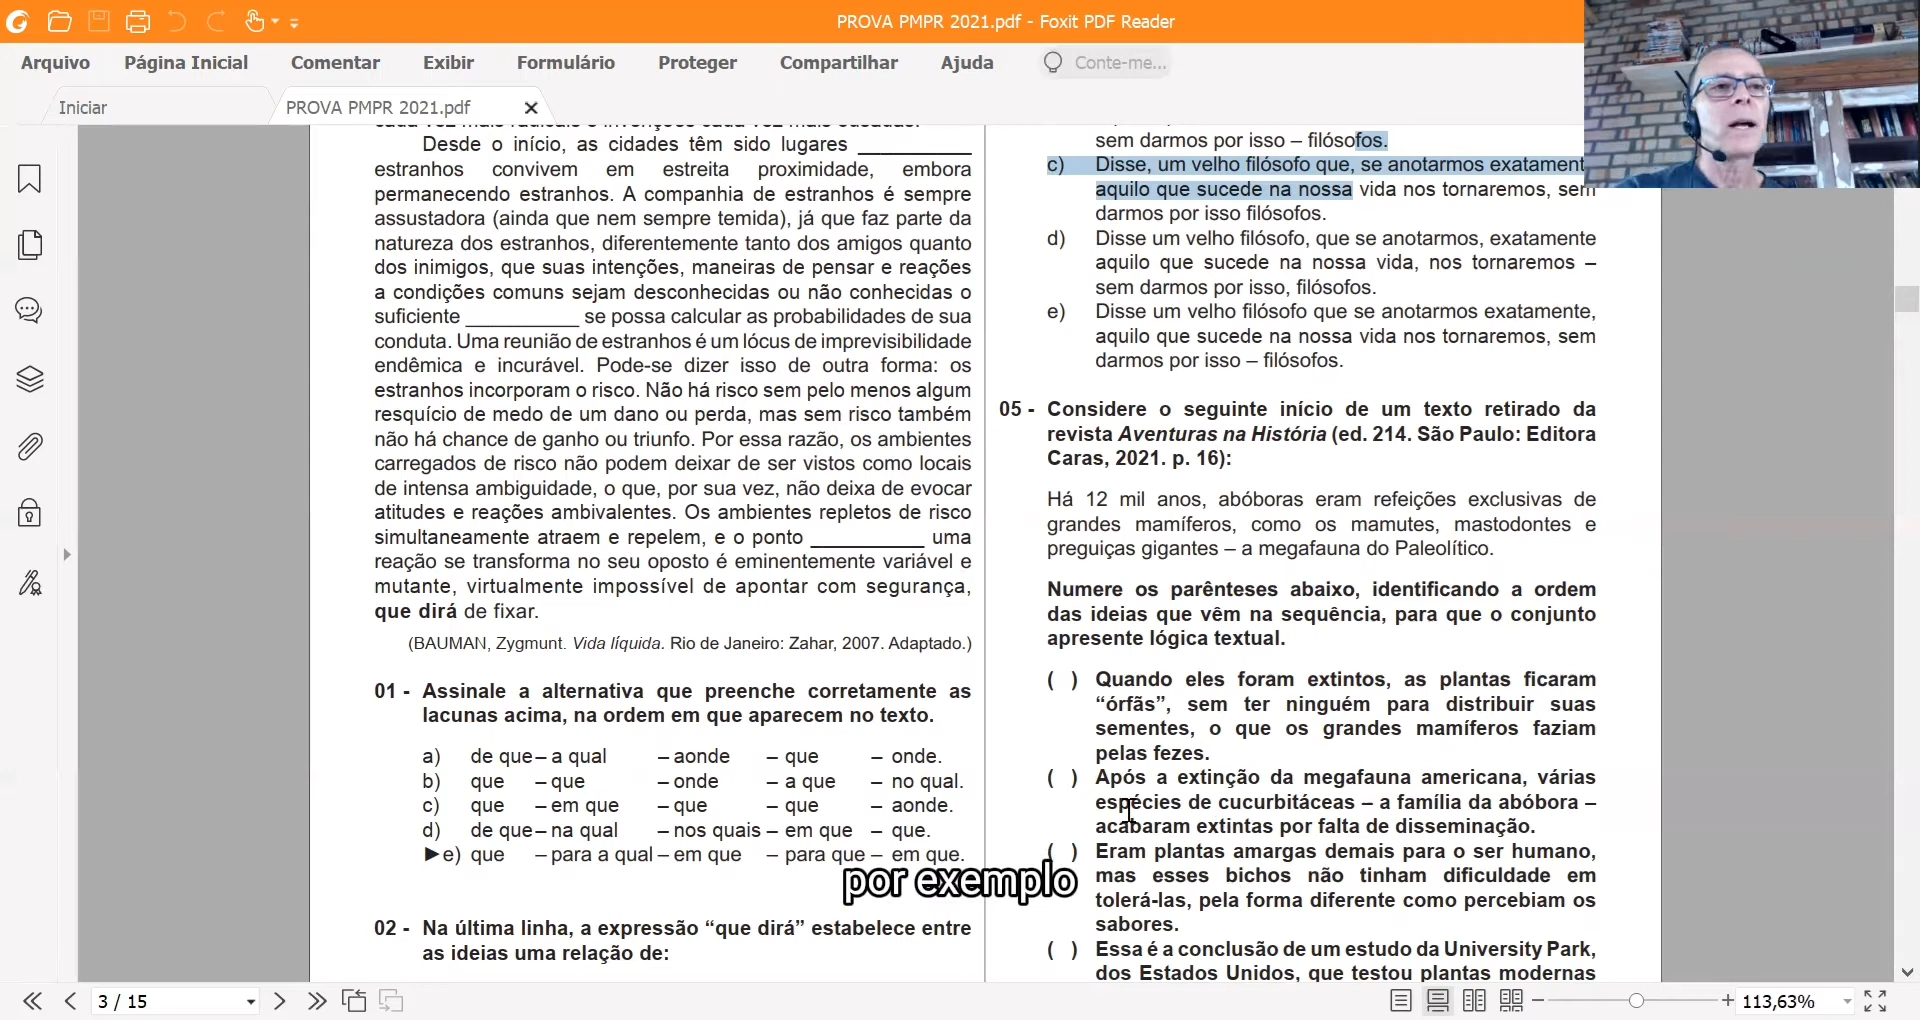 PROVA PMPR 2021.pdf - Foxit PDF Reader
Arquivo Página Inicial Comentar Exibir Formulário Proteger Compartilhar Ajuda Conte-me...
Iniciar PROVA PMPR 2021.pdf
Desde o início, as cidades têm sido lugares ___________
estranhos convivem em estreita proximidade, embora
permanecendo estranhos. A companhia de estranhos é sempre
assustadora (ainda que nem sempre temida), já que faz parte da
natureza dos estranhos, diferentemente tanto dos amigos quanto
dos inimigos, que suas intenções, maneiras de pensar e reações
a condições comuns sejam desconhecidas ou não conhecidas o
suficiente ___________ se possa calcular as probabilidades de sua
conduta. Uma reunião de estranhos é um lócus de imprevisibilidade
endêmica e incurável. Pode-se dizer isso de outra forma: os
estranhos incorporam o risco. Não há risco sem pelo menos algum
resquício de medo de um dano ou perda, mas sem risco também
não há chance de ganho ou triunfo. Por essa razão, os ambientes
carregados de risco não podem deixar de ser vistos como locais
de intensa ambiguidade, o que, por sua vez, não deixa de evocar
atitudes e reações ambivalentes. Os ambientes repletos de risco
simultaneamente atraem e repelem, e o ponto ___________ uma
reação se transforma no seu oposto é eminentemente variável e
mutante, virtualmente impossível de apontar com segurança,
que dirá de fixar.
(BAUMAN, Zygmunt. Vida líquida. Rio de Janeiro: Zahar, 2007. Adaptado.)
01 - Assinale a alternativa que preenche corretamente as
lacunas acima, na ordem em que aparecem no texto.
a) de que – a qual – aonde – que – onde.
b) que – que – onde – a que – no qual.
c) que – em que – que – que – aonde.
d) de que – na qual – nos quais – em que – que.
►e) que – para a qual – em que – para que – em que.
02 - Na última linha, a expressão “que dirá” estabelece entre
as ideias uma relação de:
sem darmos por isso – filósofos.
c) Disse, um velho filósofo que, se anotarmos exatament
aquilo que sucede na nossa vida nos tornaremos, sem
darmos por isso filósofos.
d) Disse um velho filósofo, que se anotarmos, exatamente
aquilo que sucede na nossa vida, nos tornaremos –
sem darmos por isso, filósofos.
e) Disse um velho filósofo que se anotarmos exatamente,
aquilo que sucede na nossa vida nos tornaremos, sem
darmos por isso – filósofos.
05 - Considere o seguinte início de um texto retirado da
revista Aventuras na História (ed. 214. São Paulo: Editora
Caras, 2021. p. 16):
Há 12 mil anos, abóboras eram refeições exclusivas de
grandes mamíferos, como os mamutes, mastodontes e
preguiças gigantes – a megafauna do Paleolítico.
Numere os parênteses abaixo, identificando a ordem
das ideias que vêm na sequência, para que o conjunto
apresente lógica textual.
( ) Quando eles foram extintos, as plantas ficaram
“órfãs”, sem ter ninguém para distribuir suas
sementes, o que os grandes mamíferos faziam
pelas fezes.
( ) Após a extinção da megafauna americana, várias
espécies de cucurbitáceas – a família da abóbora –
acabaram extintas por falta de disseminação.
( ) Eram plantas amargas demais para o ser humano,
mas esses bichos não tinham dificuldade em
tolerá-las, pela forma diferente como percebiam os
sabores.
( ) Essa é a conclusão de um estudo da University Park,
dos Estados Unidos, que testou plantas modernas
por exemplo
3 / 15 113,63%